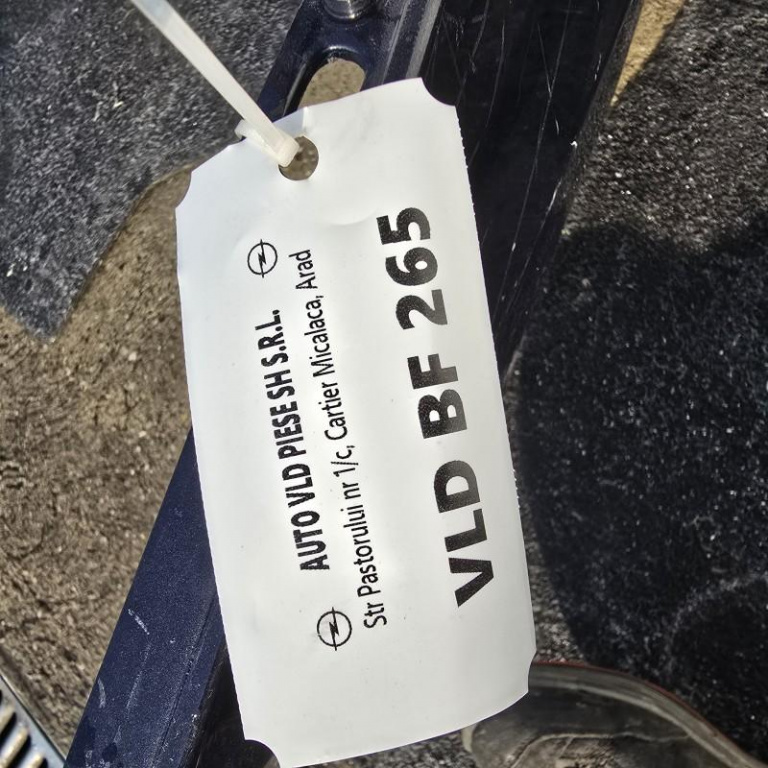 AUTO VLD PIESE SH S.R.L.
Str Pastorului nr 1/c, Cartier Micalaca, Arad
VLD BF 265